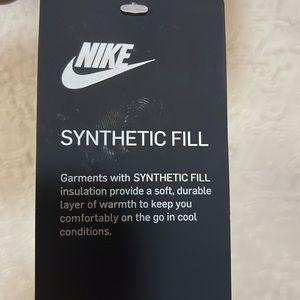 NIKE
SYNTHETIC FILL
Garments with SYNTHETIC FILL
insulation provide a soft, durable
layer of warmth to keep you
comfortably on the go in cool
conditions.